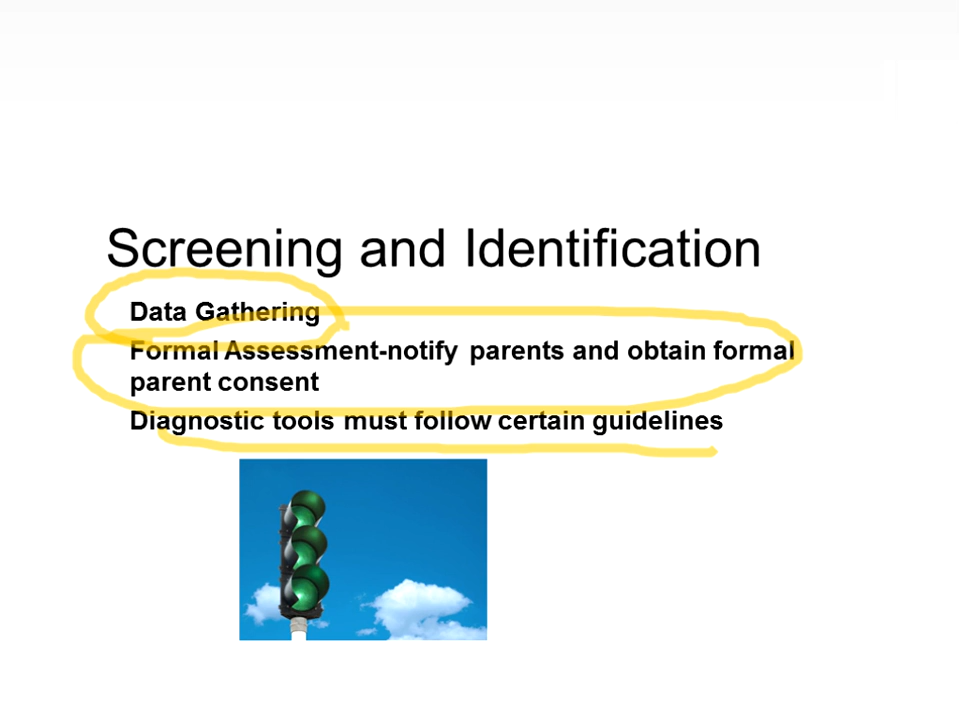 Screening and Identification
Data Gathering
Formal Assessment-notify parents and obtain formal
parent consent
Diagnostic tools must follow certain guidelines